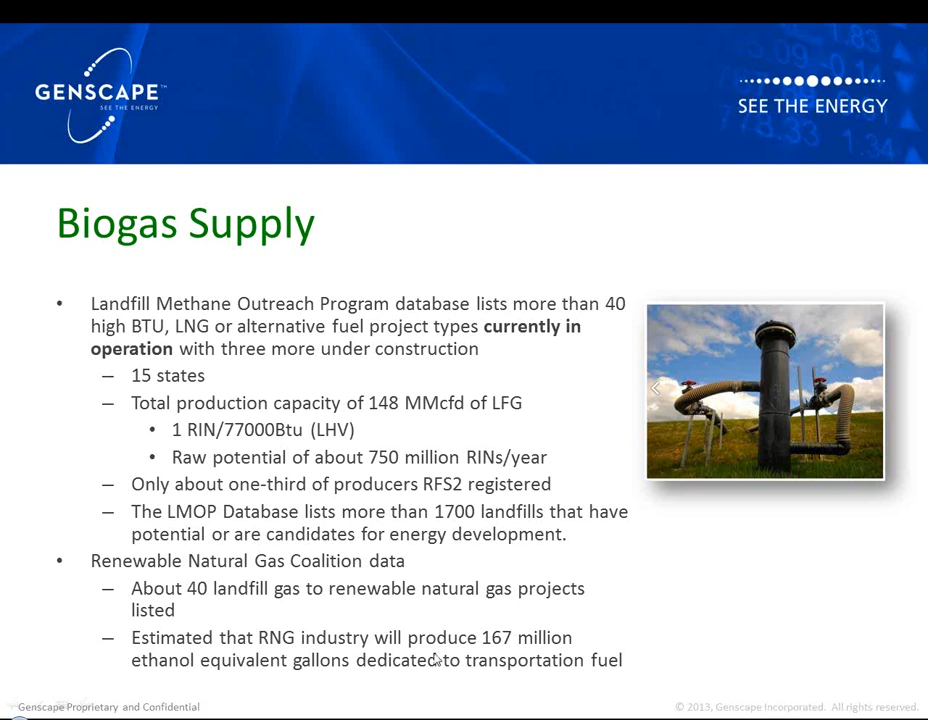 GENSCAPE™
SEE THE ENERGY
SEE THE ENERGY
Biogas Supply
• Landfill Methane Outreach Program database lists more than 40
high BTU, LNG or alternative fuel project types currently in
operation with three more under construction
– 15 states
– Total production capacity of 148 MMcfd of LFG
• 1 RIN/77000Btu (LHV)
• Raw potential of about 750 million RINs/year
– Only about one-third of producers RFS2 registered
– The LMOP Database lists more than 1700 landfills that have
potential or are candidates for energy development.
• Renewable Natural Gas Coalition data
– About 40 landfill gas to renewable natural gas projects
listed
– Estimated that RNG industry will produce 167 million
ethanol equivalent gallons dedicated to transportation fuel
Genscape Proprietary and Confidential
© 2013, Genscape Incorporated. All rights reserved.